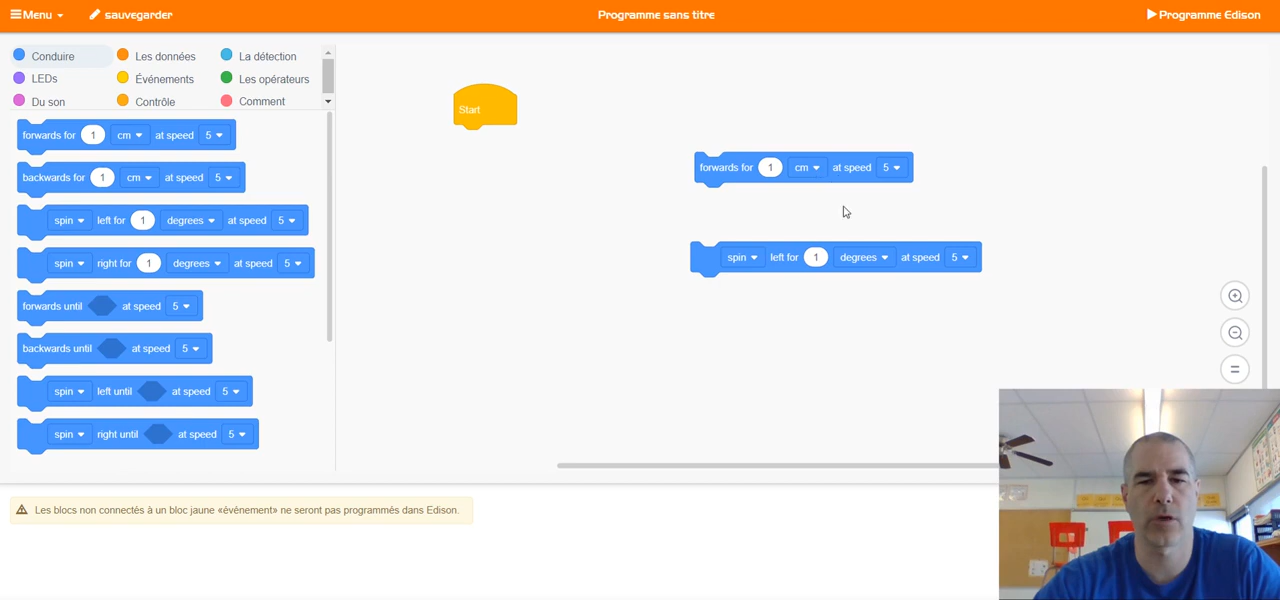 Menu sauvegarder Programme sans titre Programme Edison
Conduire Les données La détection
LEDs Événements Les opérateurs
Du son Contrôle Comment
forwards for 1 cm at speed 5
backwards for 1 cm at speed 5
spin left for 1 degrees at speed 5
spin right for 1 degrees at speed 5
forwards until at speed 5
backwards until at speed 5
spin left until at speed 5
spin right until at speed 5
Start
forwards for 1 cm at speed 5
spin left for 1 degrees at speed 5
Les blocs non connectés à un bloc jaune «événement» ne seront pas programmés dans Edison.